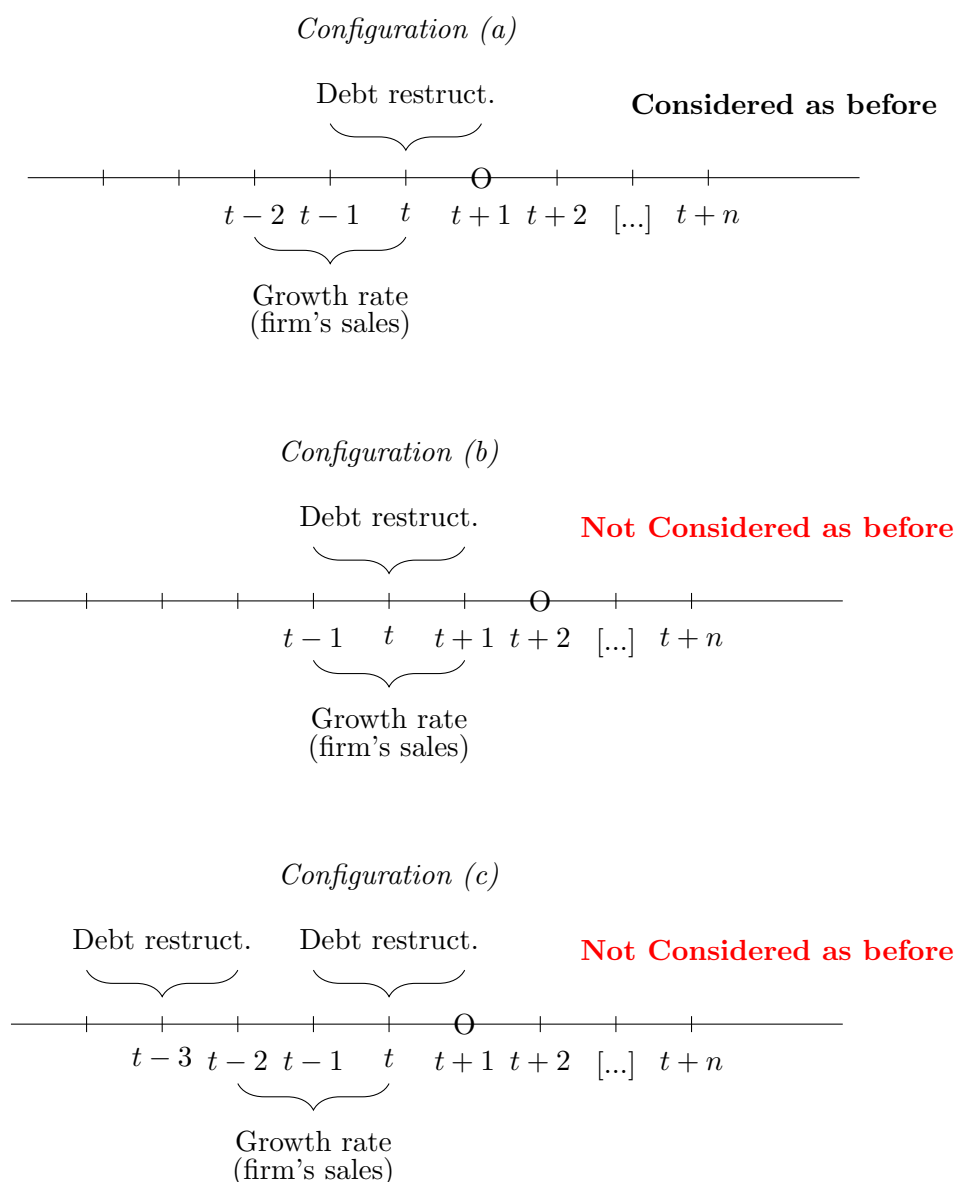 Configuration (a)
Debt restruct.
Considered as before
O
t − 2 t − 1 t t + 1 t + 2 [...] t + n
Growth rate
(firm's sales)
Configuration (b)
Debt restruct.
Not Considered as before
O
t − 1 t t + 1 t + 2 [...] t + n
Growth rate
(firm's sales)
Configuration (c)
Debt restruct. Debt restruct.
Not Considered as before
O
t − 3 t − 2 t − 1 t t + 1 t + 2 [...] t + n
Growth rate
(firm's sales)